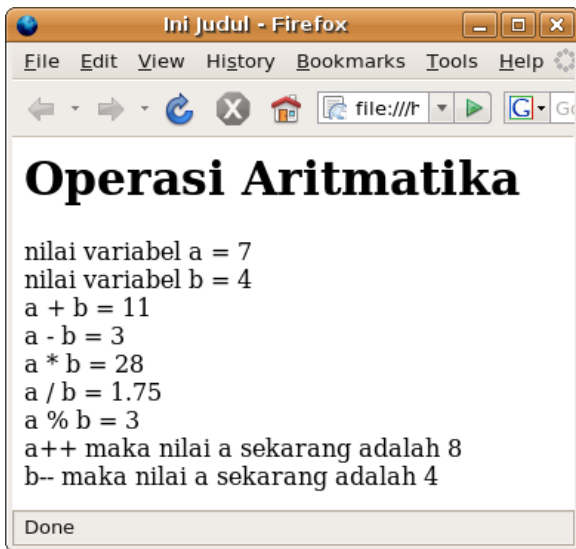 Ini Judul - Firefox
File Edit View History Bookmarks Tools Help
file:///h G
Operasi Aritmatika
nilai variabel a = 7
nilai variabel b = 4
a + b = 11
a - b = 3
a * b = 28
a / b = 1.75
a % b = 3
a++ maka nilai a sekarang adalah 8
b-- maka nilai a sekarang adalah 4
Done